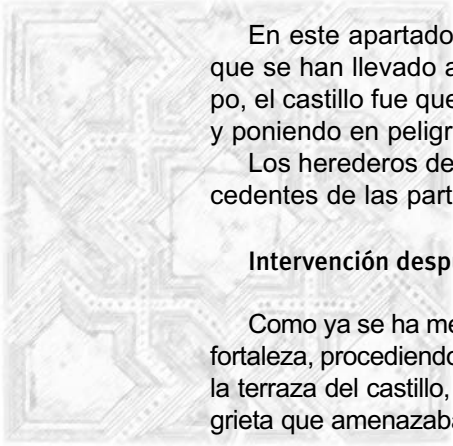 En este apartado
que se han llevado a
po, el castillo fue que
y poniendo en peligr
Los herederos de
cedentes de las part
Intervención desp
Como ya se ha me
fortaleza, procediendo
la terraza del castillo,
grieta que amenazaba